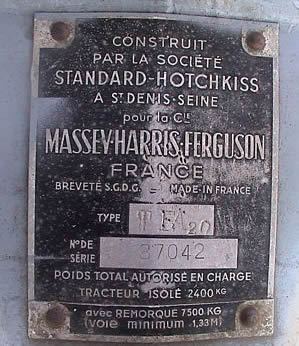 CONSTRUIT
PAR LA SOCIÉTÉ
STANDARD-HOTCHKISS
A St DENIS-SEINE
pour la Cie
MASSEY-HARRIS-FERGUSON
FRANCE
BREVETÉ S.G.D.G. - MADE IN FRANCE
TYPE EA20
No DE SÉRIE 37042
POIDS TOTAL AUTORISÉ EN CHARGE
TRACTEUR ISOLÉ 2400 KG
avec REMORQUE 7500 KG
(voie minimum -1,33M)